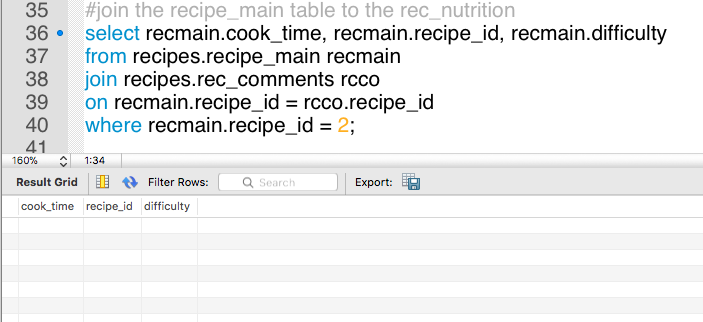 35 #join the recipe_main table to the rec_nutrition
36 select recmain.cook_time, recmain.recipe_id, recmain.difficulty
37 from recipes.recipe_main recmain
38 join recipes.rec_comments rcco
39 on recmain.recipe_id = rcco.recipe_id
40 where recmain.recipe_id = 2;
41
160% 1:34
Result Grid Filter Rows: Search Export:
cook_time recipe_id difficulty